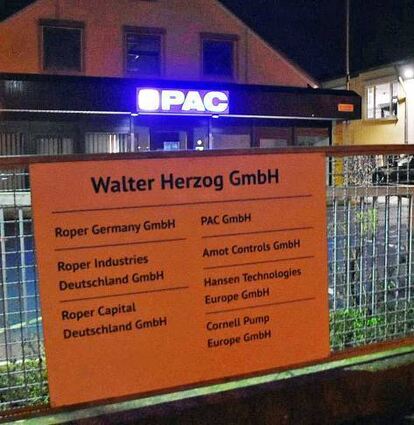 PAC
Walter Herzog GmbH
Roper Germany GmbH
Roper Industries
Deutschland GmbH
Roper Capital
Deutschland GmbH
PAC GmbH
Amot Controls GmbH
Hansen Technologies
Europe GmbH
Cornell Pump
Europe GmbH